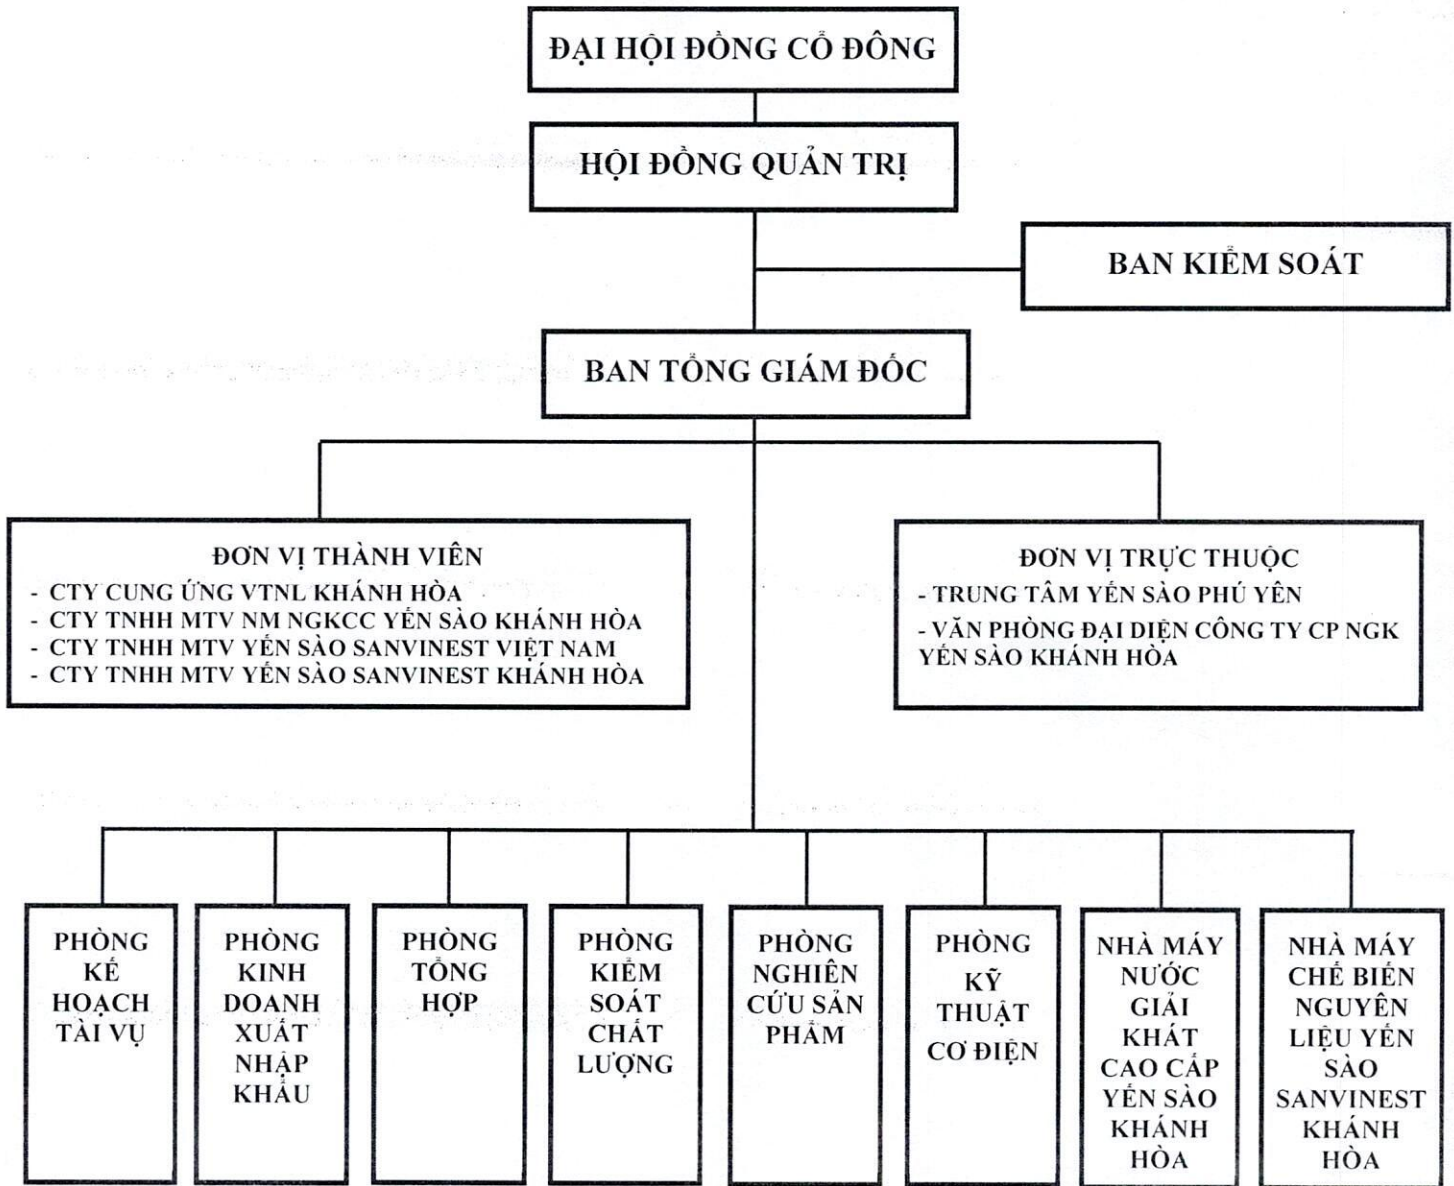 ĐẠI HỘI ĐỒNG CỔ ĐÔNG
HỘI ĐỒNG QUẢN TRỊ
BAN KIỂM SOÁT
BAN TỔNG GIÁM ĐỐC
ĐƠN VỊ THÀNH VIÊN
- CTY CUNG ỨNG VTNL KHÁNH HÒA
- CTY TNHH MTV NM NGKCC YẾN SÀO KHÁNH HÒA
- CTY TNHH MTV YẾN SÀO SANVINEST VIỆT NAM
- CTY TNHH MTV YẾN SÀO SANVINEST KHÁNH HÒA
ĐƠN VỊ TRỰC THUỘC
- TRUNG TÂM YẾN SÀO PHÚ YÊN
- VĂN PHÒNG ĐẠI DIỆN CÔNG TY CP NGK
YẾN SÀO KHÁNH HÒA
PHÒNG
KẾ
HOẠCH
TÀI VỤ
PHÒNG
KINH
DOANH
XUẤT
NHẬP
KHẨU
PHÒNG
TỔNG
HỢP
PHÒNG
KIỂM
SOÁT
CHẤT
LƯỢNG
PHÒNG
NGHIÊN
CỨU SẢN
PHẨM
PHÒNG
KỸ
THUẬT
CƠ ĐIỆN
NHÀ MÁY
NƯỚC
GIẢI
KHÁT
CAO CẤP
YẾN SÀO
KHÁNH
HÒA
NHÀ MÁY
CHẾ BIẾN
NGUYÊN
LIỆU YẾN
SÀO
SANVINEST
KHÁNH
HÒA